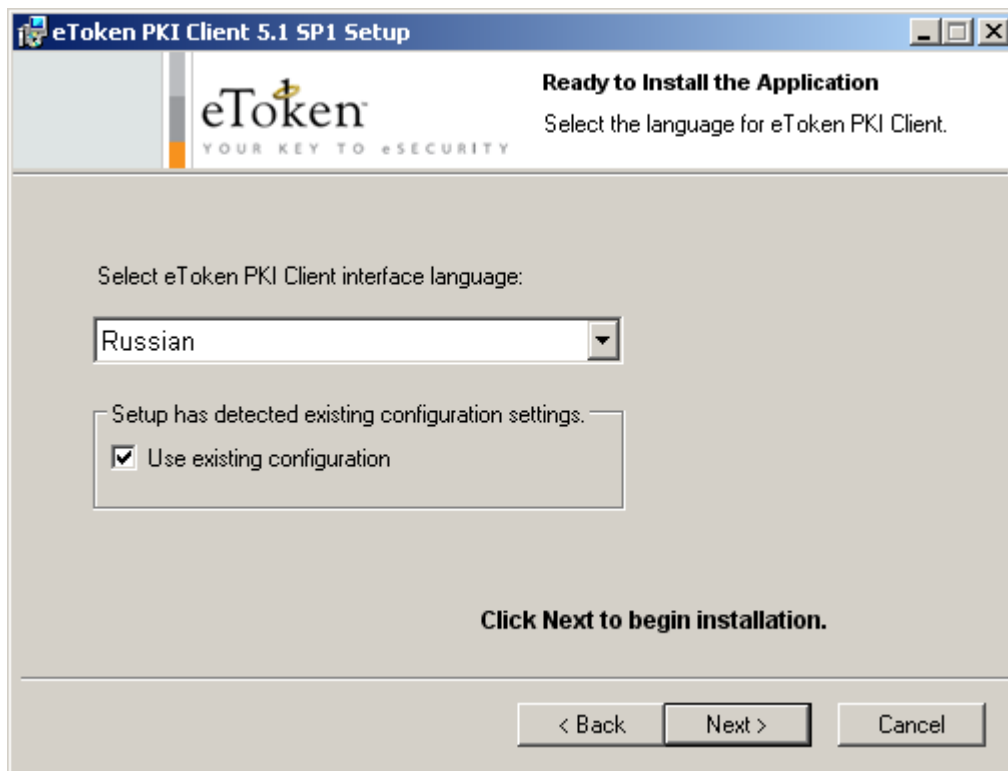 eToken PKI Client 5.1 SP1 Setup
eToken
YOUR KEY TO eSECURITY
Ready to Install the Application
Select the language for eToken PKI Client.
Select eToken PKI Client interface language:
Russian
Setup has detected existing configuration settings.
Use existing configuration
Click Next to begin installation.
< Back
Next >
Cancel